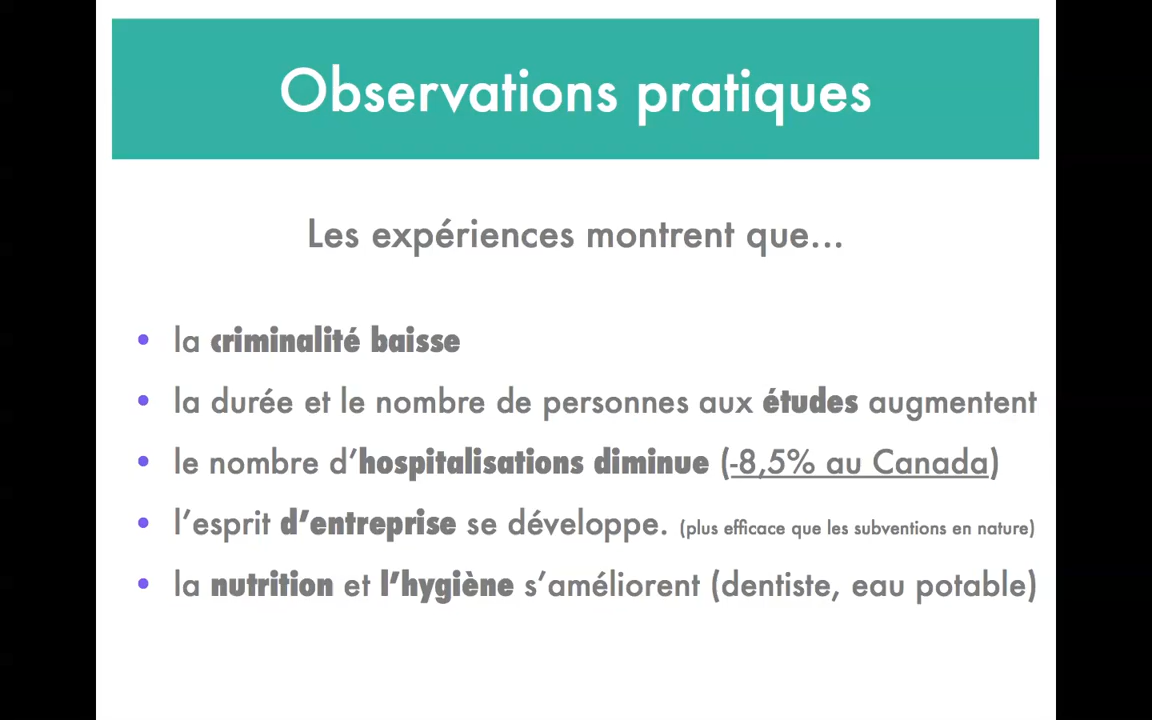 Observations pratiques
Les expériences montrent que...
• la criminalité baisse
• la durée et le nombre de personnes aux études augmentent
• le nombre d’hospitalisations diminue (-8,5% au Canada)
• l’esprit d’entreprise se développe. (plus efficace que les subventions en nature)
• la nutrition et l’hygiène s’améliorent (dentiste, eau potable)